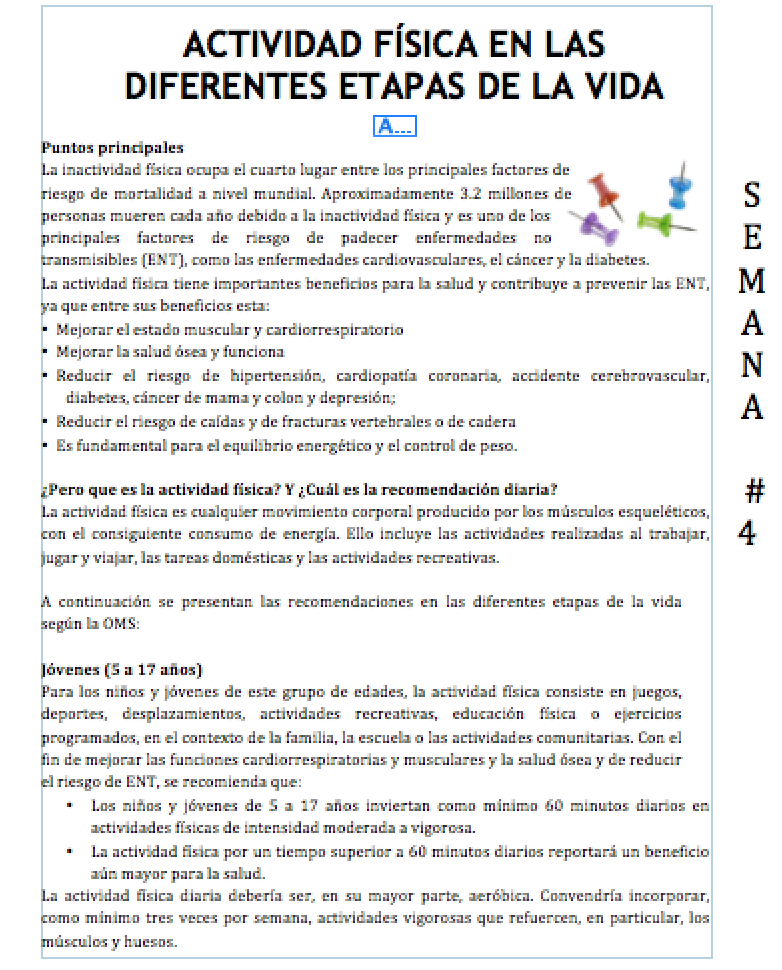 ACTIVIDAD FÍSICA EN LAS
DIFERENTES ETAPAS DE LA VIDA
A...
Puntos principales
La inactividad física ocupa el cuarto lugar entre los principales factores de
riesgo de mortalidad a nivel mundial. Aproximadamente 3.2 millones de
personas mueren cada año debido a la inactividad física y es uno de los
principales factores de riesgo de padecer enfermedades no
transmisibles (ENT), como las enfermedades cardiovasculares, el cáncer y la diabetes.
La actividad física tiene importantes beneficios para la salud y contribuye a prevenir las ENT,
ya que entre sus beneficios esta:
• Mejorar el estado muscular y cardiorrespiratorio
• Mejorar la salud ósea y funciona
• Reducir el riesgo de hipertensión, cardiopatía coronaria, accidente cerebrovascular,
diabetes, cáncer de mama y colon y depresión;
• Reducir el riesgo de caídas y de fracturas vertebrales o de cadera
• Es fundamental para el equilibrio energético y el control de peso.
¿Pero que es la actividad física? Y ¿Cuál es la recomendación diaria?
La actividad física es cualquier movimiento corporal producido por los músculos esqueléticos,
con el consiguiente consumo de energía. Ello incluye las actividades realizadas al trabajar,
jugar y viajar, las tareas domésticas y las actividades recreativas.
A continuación se presentan las recomendaciones en las diferentes etapas de la vida
según la OMS:
Jóvenes (5 a 17 años)
Para los niños y jóvenes de este grupo de edades, la actividad física consiste en juegos,
deportes, desplazamientos, actividades recreativas, educación física o ejercicios
programados, en el contexto de la familia, la escuela o las actividades comunitarias. Con el
fin de mejorar las funciones cardiorrespiratorias y musculares y la salud ósea y de reducir
el riesgo de ENT, se recomienda que:
• Los niños y jóvenes de 5 a 17 años inviertan como mínimo 60 minutos diarios en
actividades físicas de intensidad moderada a vigorosa.
• La actividad física por un tiempo superior a 60 minutos diarios reportará un beneficio
aún mayor para la salud.
La actividad física diaria debería ser, en su mayor parte, aeróbica. Convendría incorporar,
como mínimo tres veces por semana, actividades vigorosas que refuercen, en particular, los
músculos y huesos.
S
E
M
A
N
A
#
4